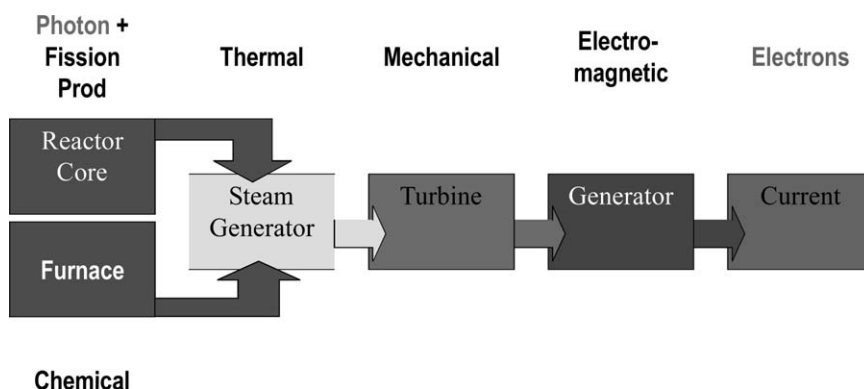 Photon +
Fission
Prod
Thermal
Mechanical
Electro-
magnetic
Electrons
Reactor
Core
Steam
Generator
Turbine
Generator
Current
Furnace
Chemical